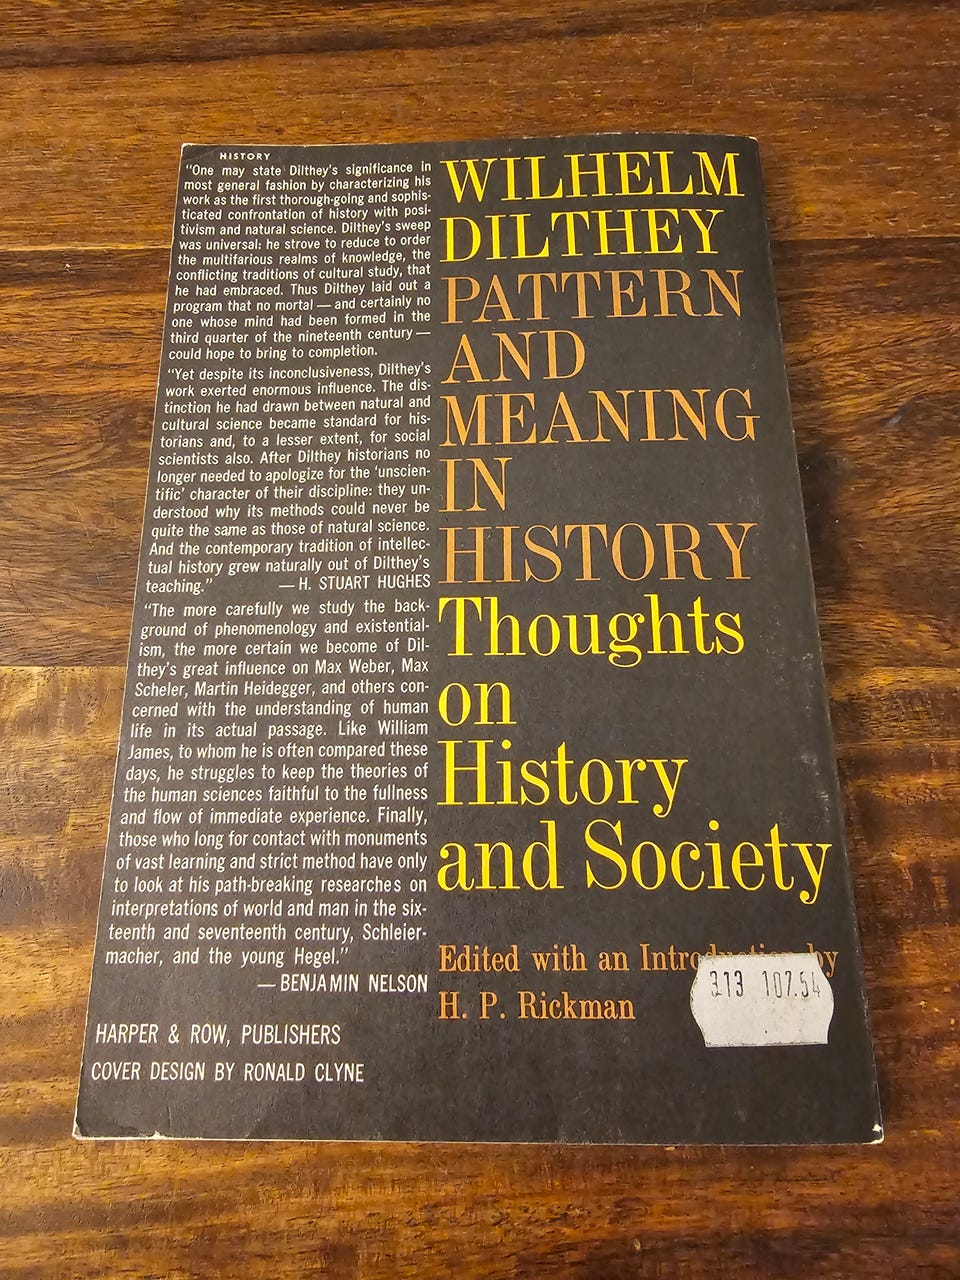 HISTORY
"One may state Dilthey's significance in
most general fashion by characterizing his
work as the first thorough-going and sophis-
ticated confrontation of history with posi-
tivism and natural science. Dilthey's sweep
was universal: he strove to reduce to order
the multifarious realms of knowledge, the
conflicting traditions of cultural study, that
he had embraced. Thus Dilthey laid out a
program that no mortal — and certainly no
one whose mind had been formed in the
third quarter of the nineteenth century —
could hope to bring to completion.
"Yet despite its inconclusiveness, Dilthey's
work exerted enormous influence. The dis-
tinction he had drawn between natural and
cultural science became standard for his-
torians and, to a lesser extent, for social
scientists also. After Dilthey historians no
longer needed to apologize for the 'unscien-
tific' character of their discipline: they un-
derstood why its methods could never be
quite the same as those of natural science.
And the contemporary tradition of intellec-
tual history grew naturally out of Dilthey's
teaching." — H. STUART HUGHES
"The more carefully we study the back-
ground of phenomenology and existential-
ism, the more certain we become of Dil-
they's great influence on Max Weber, Max
Scheler, Martin Heidegger, and others con-
cerned with the understanding of human
life in its actual passage. Like William
James, to whom he is often compared these
days, he struggles to keep the theories of
the human sciences faithful to the fullness
and flow of immediate experience. Finally,
those who long for contact with monuments
of vast learning and strict method have only
to look at his path-breaking researches on
interpretations of world and man in the six-
teenth and seventeenth century, Schleier-
macher, and the young Hegel."
— BENJAMIN NELSON
HARPER & ROW, PUBLISHERS
COVER DESIGN BY RONALD CLYNE
WILHELM
DILTHEY
PATTERN
AND
MEANING
IN
HISTORY
Thoughts
on
History
and Society
Edited with an Introduction by
H. P. Rickman
313 107.54